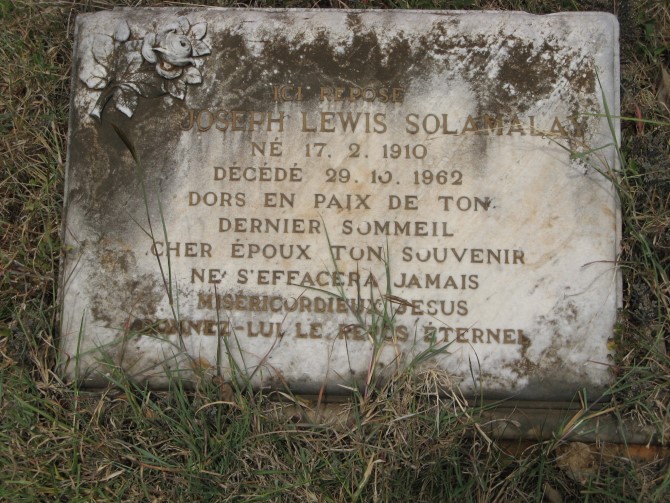 ICI REPOSE
JOSEPH LEWIS SOLAMALAY
NÉ 17. 2. 1910
DÉCÉDÉ 29. 10. 1962
DORS EN PAIX DE TON
DERNIER SOMMEIL
CHER ÉPOUX TON SOUVENIR
NE S'EFFACERA JAMAIS
MISÉRICORDIEUX JESUS
DONNEZ-LUI LE REPOS ÉTERNEL